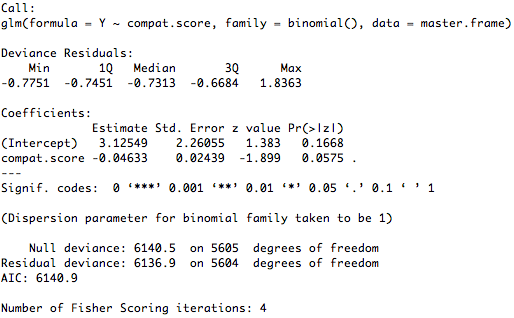 Call:
glm(formula = Y ~ compat.score, family = binomial(), data = master.frame)
Deviance Residuals:
Min 1Q Median 3Q Max
-0.7751 -0.7451 -0.7313 -0.6684 1.8363
Coefficients:
Estimate Std. Error z value Pr(>|z|)
(Intercept) 3.12549 2.26055 1.383 0.1668
compat.score -0.04633 0.02439 -1.899 0.0575 .
---
Signif. codes: 0 ‘***’ 0.001 ‘**’ 0.01 ‘*’ 0.05 ‘.’ 0.1 ‘ ’ 1
(Dispersion parameter for binomial family taken to be 1)
Null deviance: 6140.5 on 5605 degrees of freedom
Residual deviance: 6136.9 on 5604 degrees of freedom
AIC: 6140.9
Number of Fisher Scoring iterations: 4